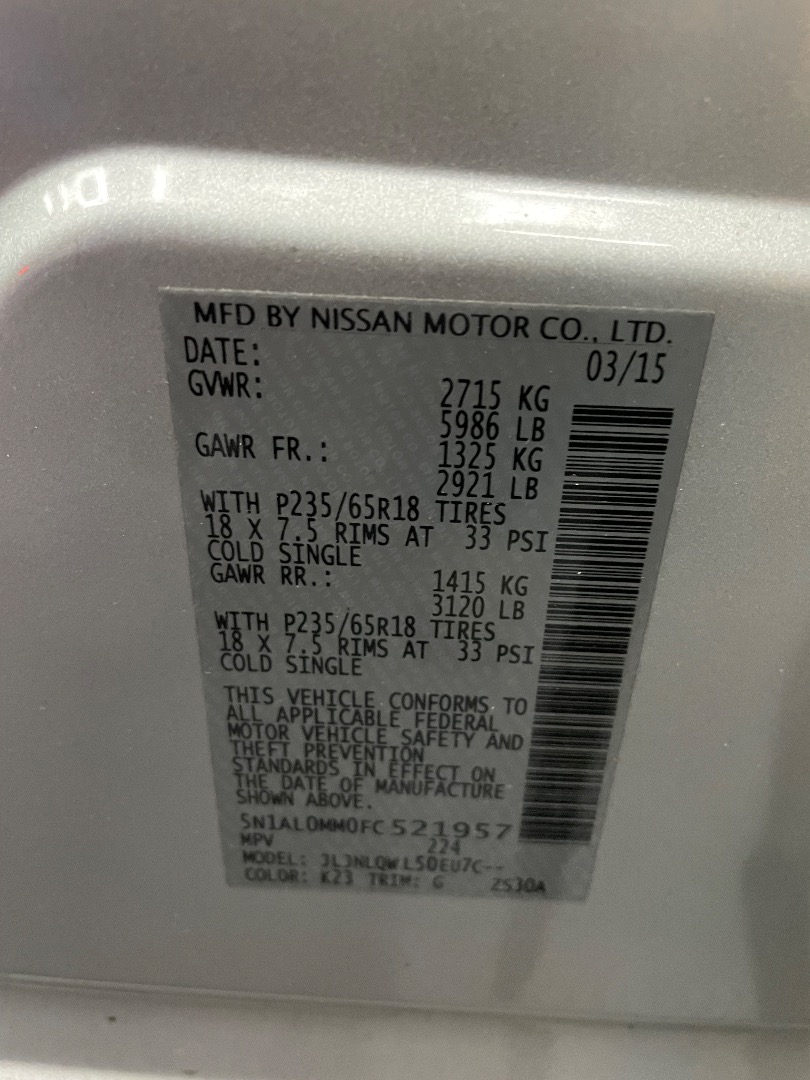 MFD BY NISSAN MOTOR CO., LTD.
DATE: 03/15
GVWR: 2715 KG
5986 LB
GAWR FR.: 1325 KG
2921 LB
WITH P235/65R18 TIRES
18 X 7.5 RIMS AT 33 PSI
COLD SINGLE
GAWR RR.: 1415 KG
3120 LB
WITH P235/65R18 TIRES
18 X 7.5 RIMS AT 33 PSI
COLD SINGLE
THIS VEHICLE CONFORMS TO
ALL APPLICABLE FEDERAL
MOTOR VEHICLE SAFETY AND
THEFT PREVENTION
STANDARDS IN EFFECT ON
THE DATE OF MANUFACTURE
SHOWN ABOVE.
5N1AL0MM0FC521957
MPV 224
MODEL:
COLOR: K23 TRIM: G ZS30A